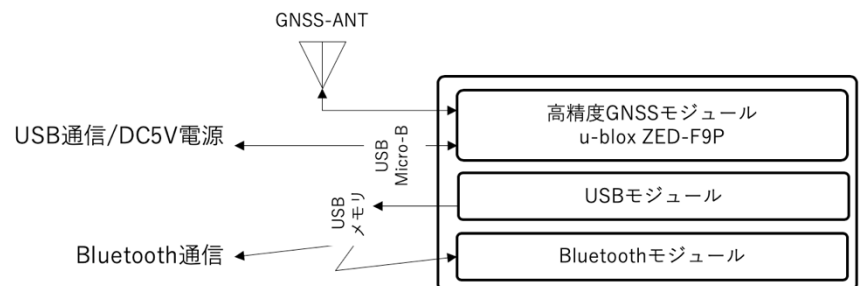 GNSS-ANT
高精度GNSSモジュール
u-blox ZED-F9P
USB通信/DC5V電源
USB
Micro-B
USBモジュール
USB
メモリ
Bluetooth通信
Bluetoothモジュール